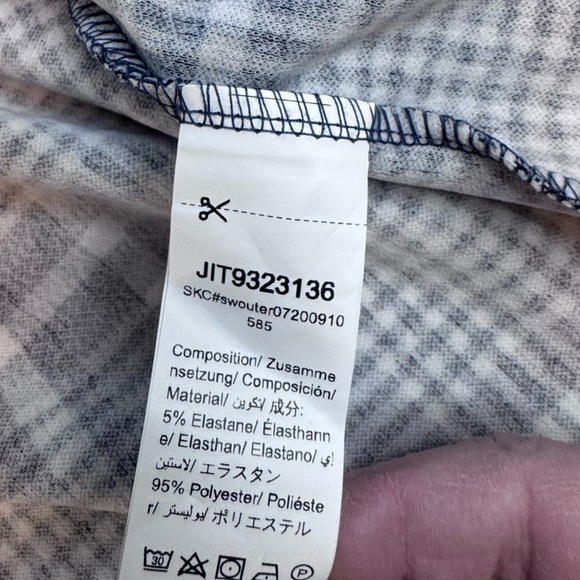 JIT9323136
SKC#swouter07200910
585
Composition/ Zusamme
nsetzung/ Composición/
Material/ تكوين/ 成分:
5% Elastane/ Élasthann
e/ Elasthan/ Elastano/ إي
لاستين/ エラスタン
95% Polyester/ Polieste
r/ بوليستر/ ポリエステル
30
P